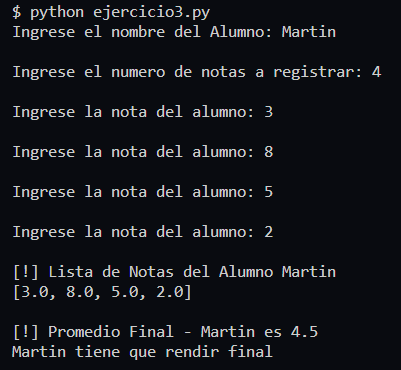 $ python ejercicio3.py
Ingrese el nombre del Alumno: Martin
Ingrese el numero de notas a registrar: 4
Ingrese la nota del alumno: 3
Ingrese la nota del alumno: 8
Ingrese la nota del alumno: 5
Ingrese la nota del alumno: 2
[!] Lista de Notas del Alumno Martin
[3.0, 8.0, 5.0, 2.0]
[!] Promedio Final - Martin es 4.5
Martin tiene que rendir final